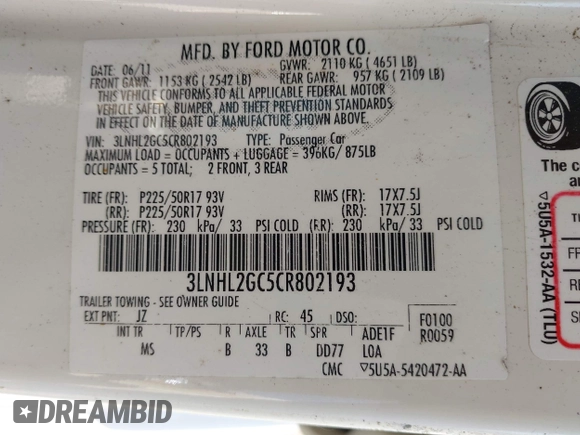 MFD. BY FORD MOTOR CO.
DATE: 06/11 GVWR: 2110 KG ( 4651 LB)
FRONT GAWR: 1153 KG ( 2542 LB) REAR GAWR: 957 KG ( 2109 LB)
THIS VEHICLE CONFORMS TO ALL APPLICABLE FEDERAL MOTOR
VEHICLE SAFETY, BUMPER, AND THEFT PREVENTION STANDARDS
IN EFFECT ON THE DATE OF MANUFACTURE SHOWN ABOVE.
VIN: 3LNHL2GC5CR802193 TYPE: Passenger Car
MAXIMUM LOAD = OCCUPANTS + LUGGAGE = 396KG/ 875LB
OCCUPANTS = 5 TOTAL; 2 FRONT, 3 REAR
TIRE (FR): P225/50R17 93V RIMS (FR): 17X7.5J
(RR): P225/50R17 93V (RR): 17X7.5J
PRESSURE (FR): 230 kPa/ 33 PSI COLD (RR): 230 kPa/ 33 PSI COLD
3LNHL2GC5CR802193
TRAILER TOWING - SEE OWNER GUIDE
EXT PNT: JZ RC: 45 DSO: F0100
INT TR TP/PS R AXLE TR SPR ADE1F R0059
MS B 33 B DD77 LOA
CMC ▽5U5A-5420472-AA
The c
a
▽5U5A-1532-AA (TLU)
TI
FR
RE
SP
DREAMBID